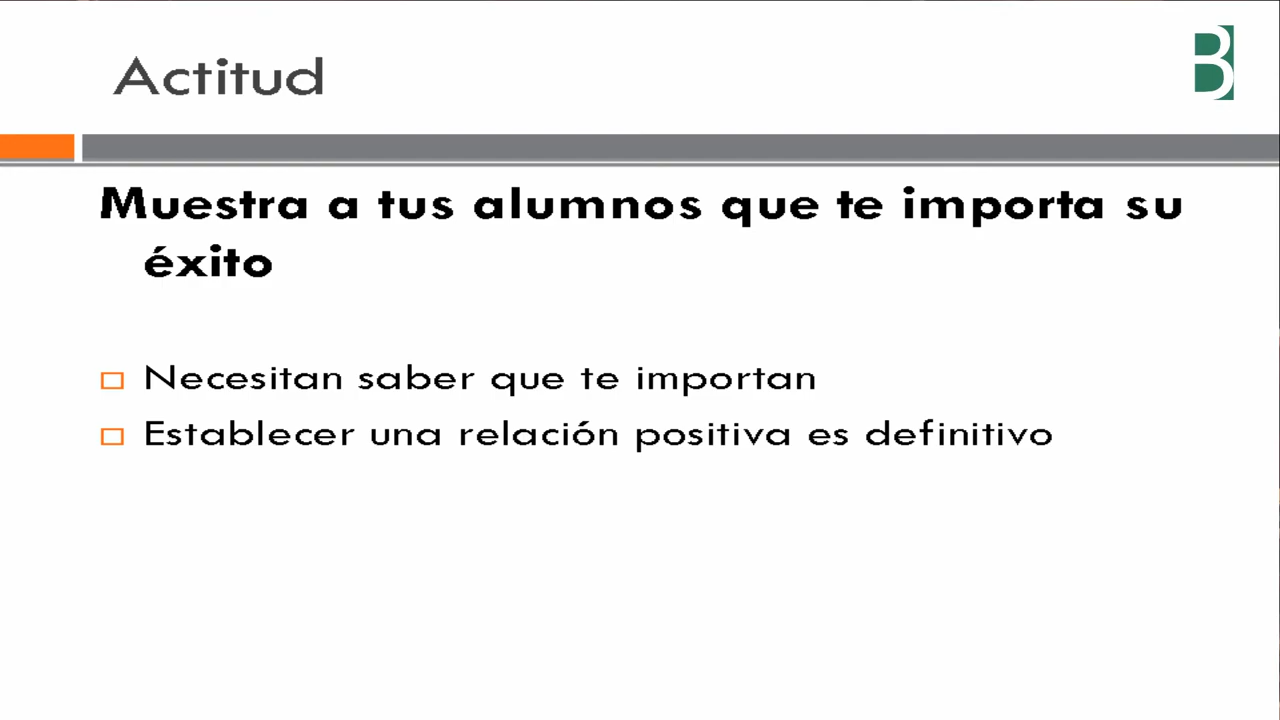 Actitud
B
Muestra a tus alumnos que te importa su
éxito
Necesitan saber que te importan
Establecer una relación positiva es definitivo